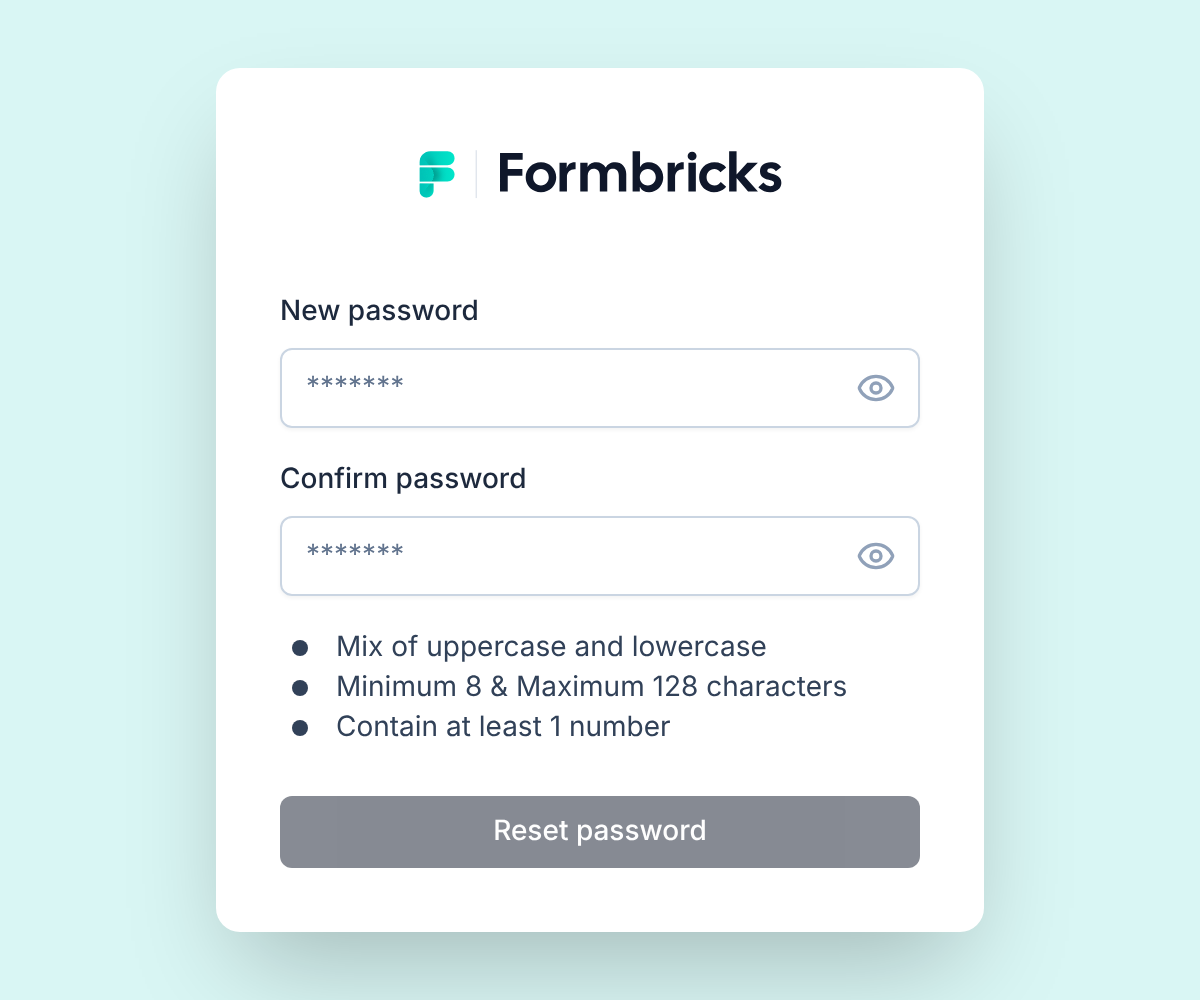 Formbricks
New password
*******
Confirm password
*******
Mix of uppercase and lowercase
Minimum 8 & Maximum 128 characters
Contain at least 1 number
Reset password